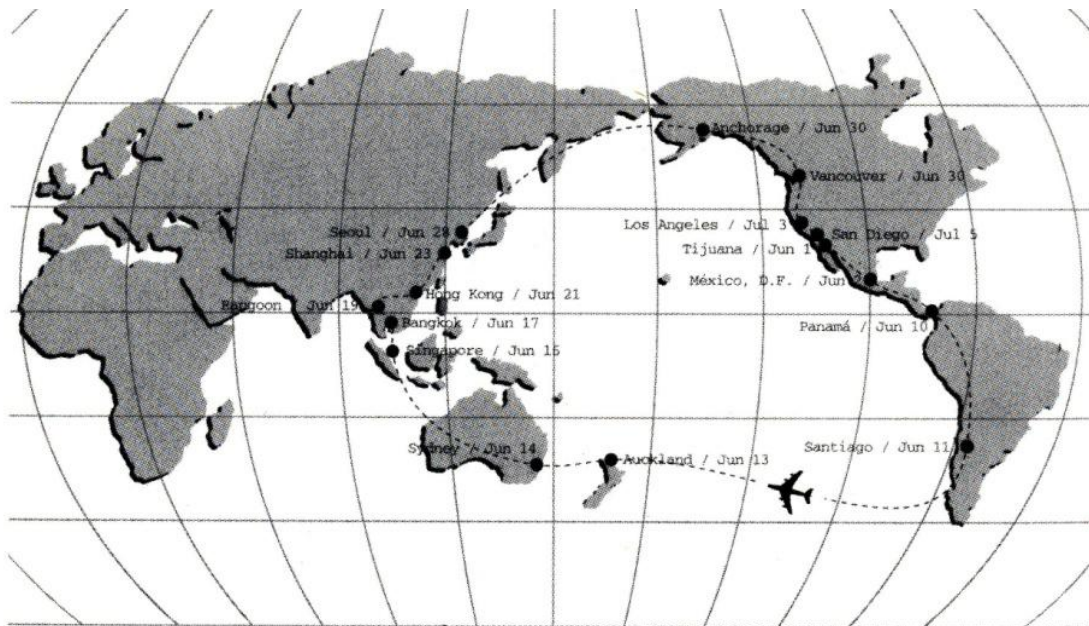 Anchorage / Jun 30
Vancouver / Jun 30
Los Angeles / Jul 3
Seoul / Jun 28
San Diego / Jul 5
Tijuana / Jun 1
Shanghai / Jun 23
México, D.F. / Jun
Hong Kong / Jun 21
Rangoon / Jun 19
Bangkok / Jun 17
Panamá / Jun 10
Singapore / Jun 15
Santiago / Jun 11
Sydney / Jun 14
Auckland / Jun 13